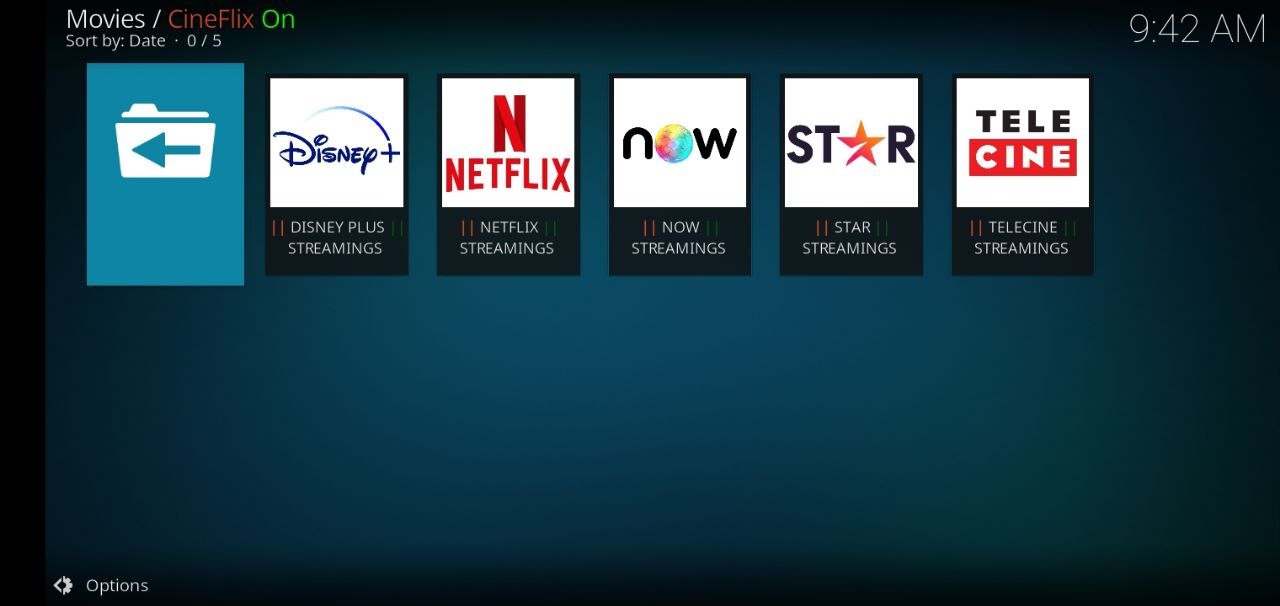 Movies / CineFlix On
Sort by: Date · 0 / 5
9:42 AM
Disney+
N
NETFLIX
now
STAR
TELE
CINE
|| DISNEY PLUS ||
STREAMINGS
|| NETFLIX ||
STREAMINGS
|| NOW ||
STREAMINGS
|| STAR ||
STREAMINGS
|| TELECINE ||
STREAMINGS
Options